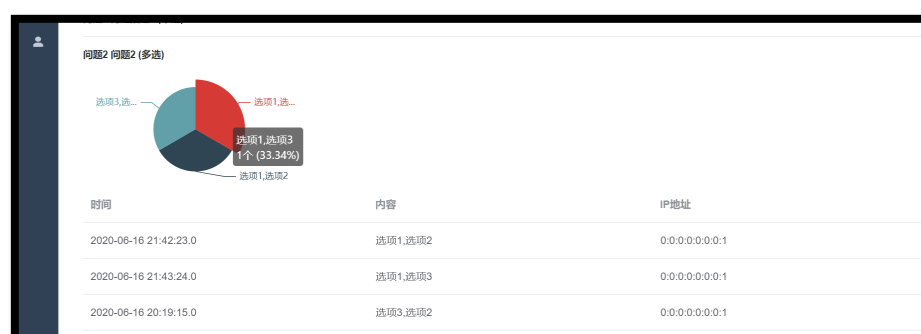 问题2 问题2 (多选)
选项3,选...
选项1,选...
选项1,选项3
1个 (33.34%)
选项1,选项2
时间 内容 IP地址
2020-06-16 21:42:23.0 选项1,选项2 0:0:0:0:0:0:0:1
2020-06-16 21:43:24.0 选项1,选项3 0:0:0:0:0:0:0:1
2020-06-16 20:19:15.0 选项3,选项2 0:0:0:0:0:0:0:1